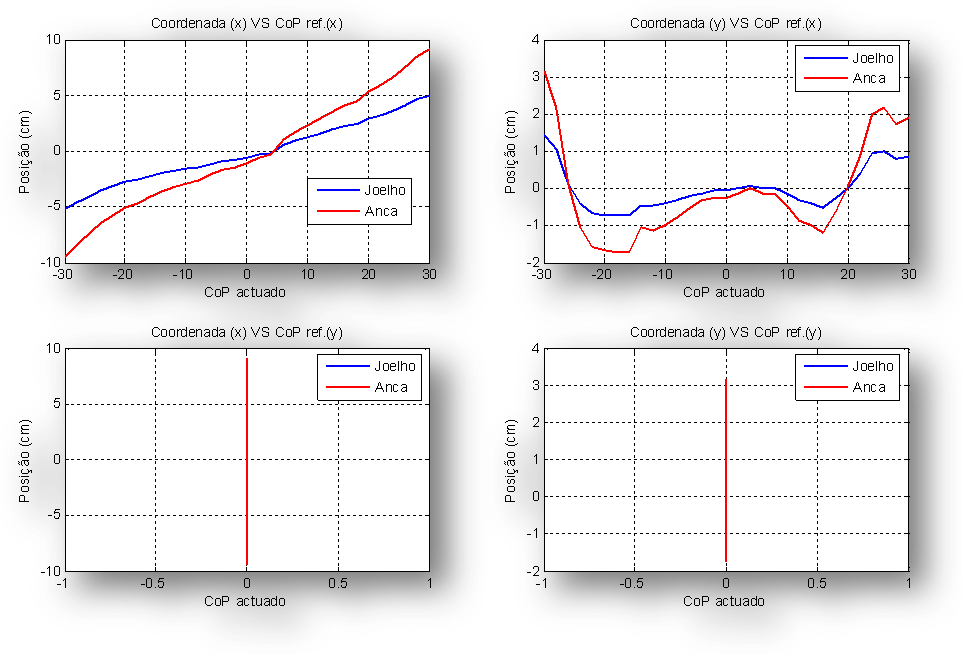 Coordenada (x) VS CoP ref.(x)
10
5
0
-5
-10
-30
-20
-10
0
10
20
30
Posição (cm)
CoP actuado
Joelho
Anca
Coordenada (y) VS CoP ref.(x)
4
3
2
1
0
-1
-2
-30
-20
-10
0
10
20
30
Posição (cm)
CoP actuado
Joelho
Anca
Coordenada (x) VS CoP ref.(y)
10
5
0
-5
-10
-1
-0.5
0
0.5
1
Posição (cm)
CoP actuado
Joelho
Anca
Coordenada (y) VS CoP ref.(y)
4
3
2
1
0
-1
-2
-1
-0.5
0
0.5
1
Posição (cm)
CoP actuado
Joelho
Anca